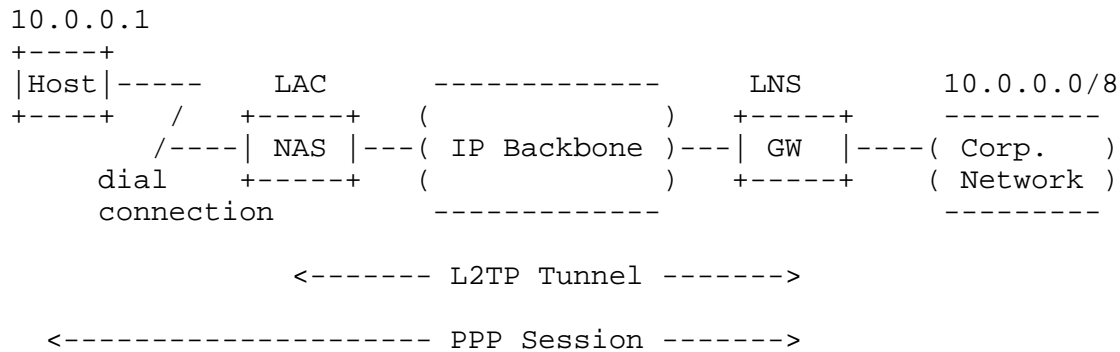 10.0.0.1
+----+
|Host|----- LAC ------------- LNS 10.0.0.0/8
+----+ / +-----+ ( ) +-----+ ---------
/----| NAS |---( IP Backbone )---| GW |----( Corp. )
dial +-----+ ( ) +-----+ ( Network )
connection ------------- ---------
<------- L2TP Tunnel ------->
<--------------------- PPP Session ------->